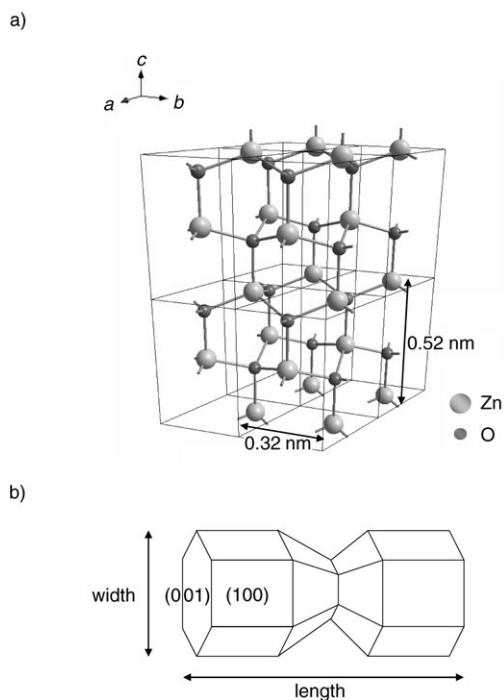 a)
c
a
b
0.52 nm
Zn
0.32 nm
O
b)
width
(001)
(100)
length